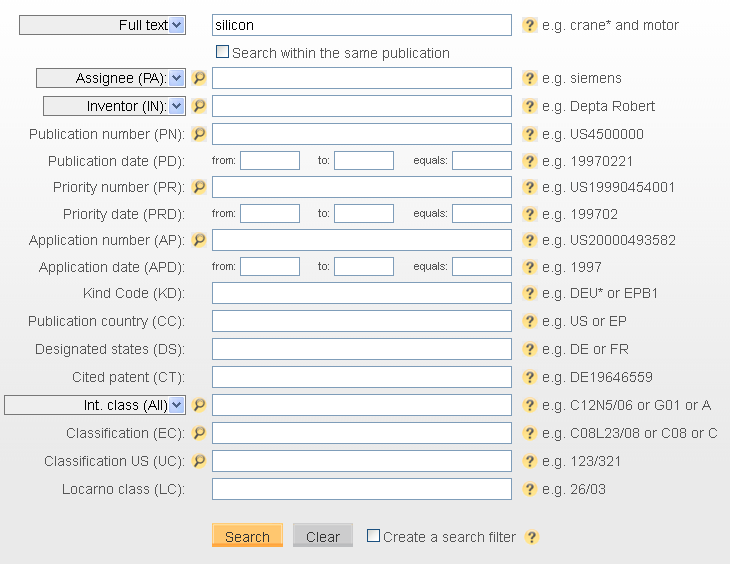 Full text silicon ? e.g. crane* and motor
Search within the same publication
Assignee (PA): ? e.g. siemens
Inventor (IN): ? e.g. Depta Robert
Publication number (PN): ? e.g. US4500000
Publication date (PD): from: to: equals: ? e.g. 19970221
Priority number (PR): ? e.g. US19990454001
Priority date (PRD): from: to: equals: ? e.g. 199702
Application number (AP): ? e.g. US20000493582
Application date (APD): from: to: equals: ? e.g. 1997
Kind Code (KD): ? e.g. DEU* or EPB1
Publication country (CC): ? e.g. US or EP
Designated states (DS): ? e.g. DE or FR
Cited patent (CT): ? e.g. DE19646559
Int. class (All) ? e.g. C12N5/06 or G01 or A
Classification (EC): ? e.g. C08L23/08 or C08 or C
Classification US (UC): ? e.g. 123/321
Locarno class (LC): ? e.g. 26/03
Search Clear Create a search filter ?